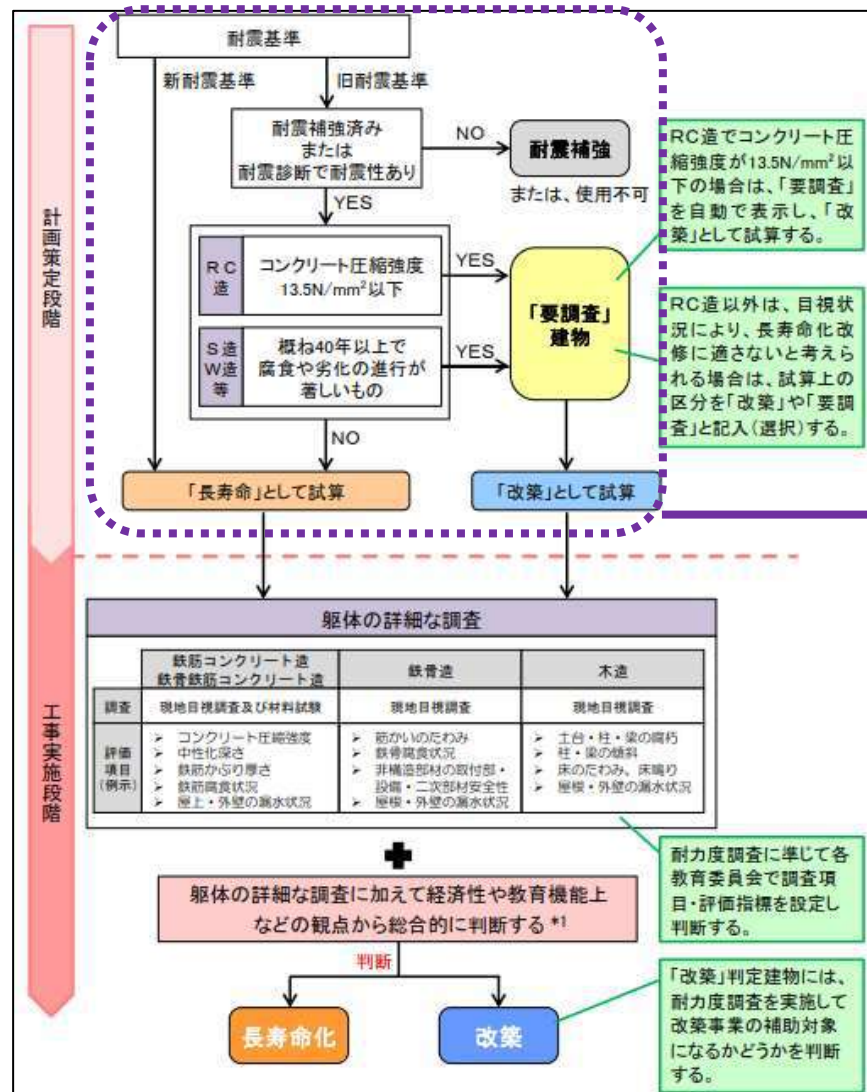 耐震基準
新耐震基準
旧耐震基準
耐震補強済み
または
耐震診断で耐震性あり
NO
耐震補強
または、使用不可
YES
RC
造
コンクリート圧縮強度
13.5N/mm²以下
YES
S造
W造
等
概ね40年以上で
腐食や劣化の進行が
著しいもの
YES
「要調査」
建物
NO
「長寿命」として試算
「改築」として試算
RC造でコンクリート圧
縮強度が13.5N/mm²以
下の場合は、「要調査」
を自動で表示し、「改
築」として試算する。
RC造以外は、目視状
況により、長寿命化改
修に適さないと考えら
れる場合は、試算上の
区分を「改築」や「要調
査」と記入(選択)する。
計画策定段階
工事実施段階
躯体の詳細な調査
鉄筋コンクリート造
鉄骨鉄筋コンクリート造
鉄骨造
木造
調査
現地目視調査及び材料試験
現地目視調査
現地目視調査
評価
項目
(例示)
➢ コンクリート圧縮強度
➢ 中性化深さ
➢ 鉄筋かぶり厚さ
➢ 鉄筋腐食状況
➢ 屋上・外壁の漏水状況
➢ 筋かいのたわみ
➢ 鉄骨腐食状況
➢ 非構造部材の取付部・
設備・二次部材安全性
➢ 屋根・外壁の漏水状況
➢ 土台・柱・梁の腐朽
➢ 柱・梁の傾斜
➢ 床のたわみ、床鳴り
➢ 屋根・外壁の漏水状況
躯体の詳細な調査に加えて経済性や教育機能上
などの観点から総合的に判断する *1
判断
長寿命化
改築
耐力度調査に準じて各
教育委員会で調査項
目・評価指標を設定し
判断する。
「改築」判定建物には、
耐力度調査を実施して
改築事業の補助対象
になるかどうかを判断
する。